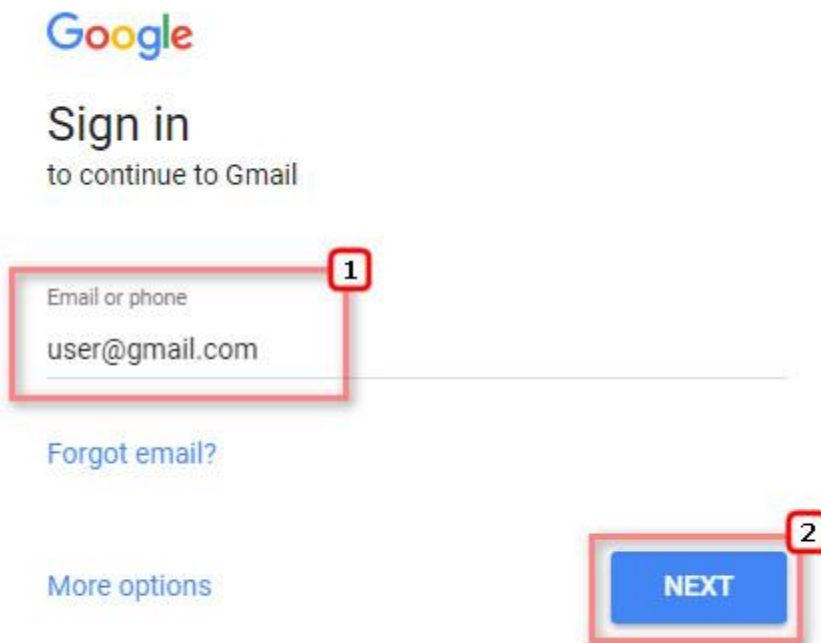 Google
Sign in
to continue to Gmail
1
Email or phone
user@gmail.com
Forgot email?
2
More options NEXT